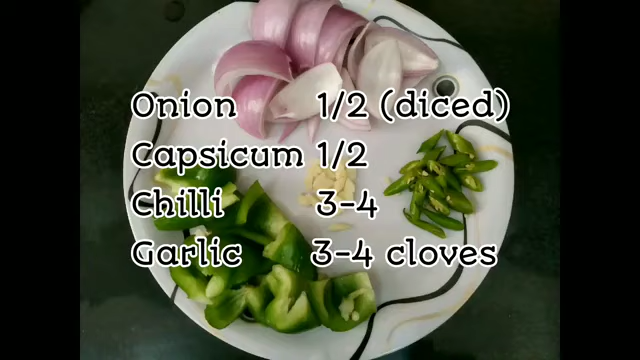 Onion 1/2 (diced)
Capsicum 1/2
Chilli 3-4
Garlic 3-4 cloves